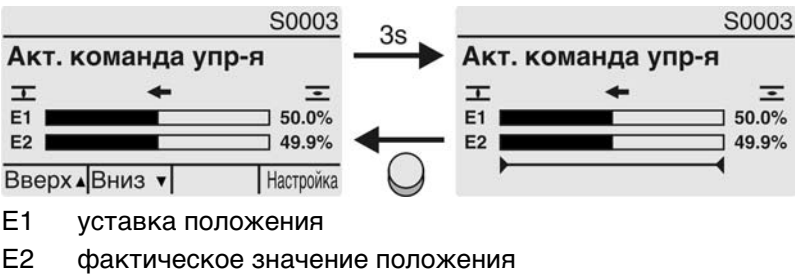 S0003
Акт. команда упр-я
E1 50.0%
E2 49.9%
Вверх▲ Вниз ▼ Настройка
3s
S0003
Акт. команда упр-я
E1 50.0%
E2 49.9%
E1 уставка положения
E2 фактическое значение положения